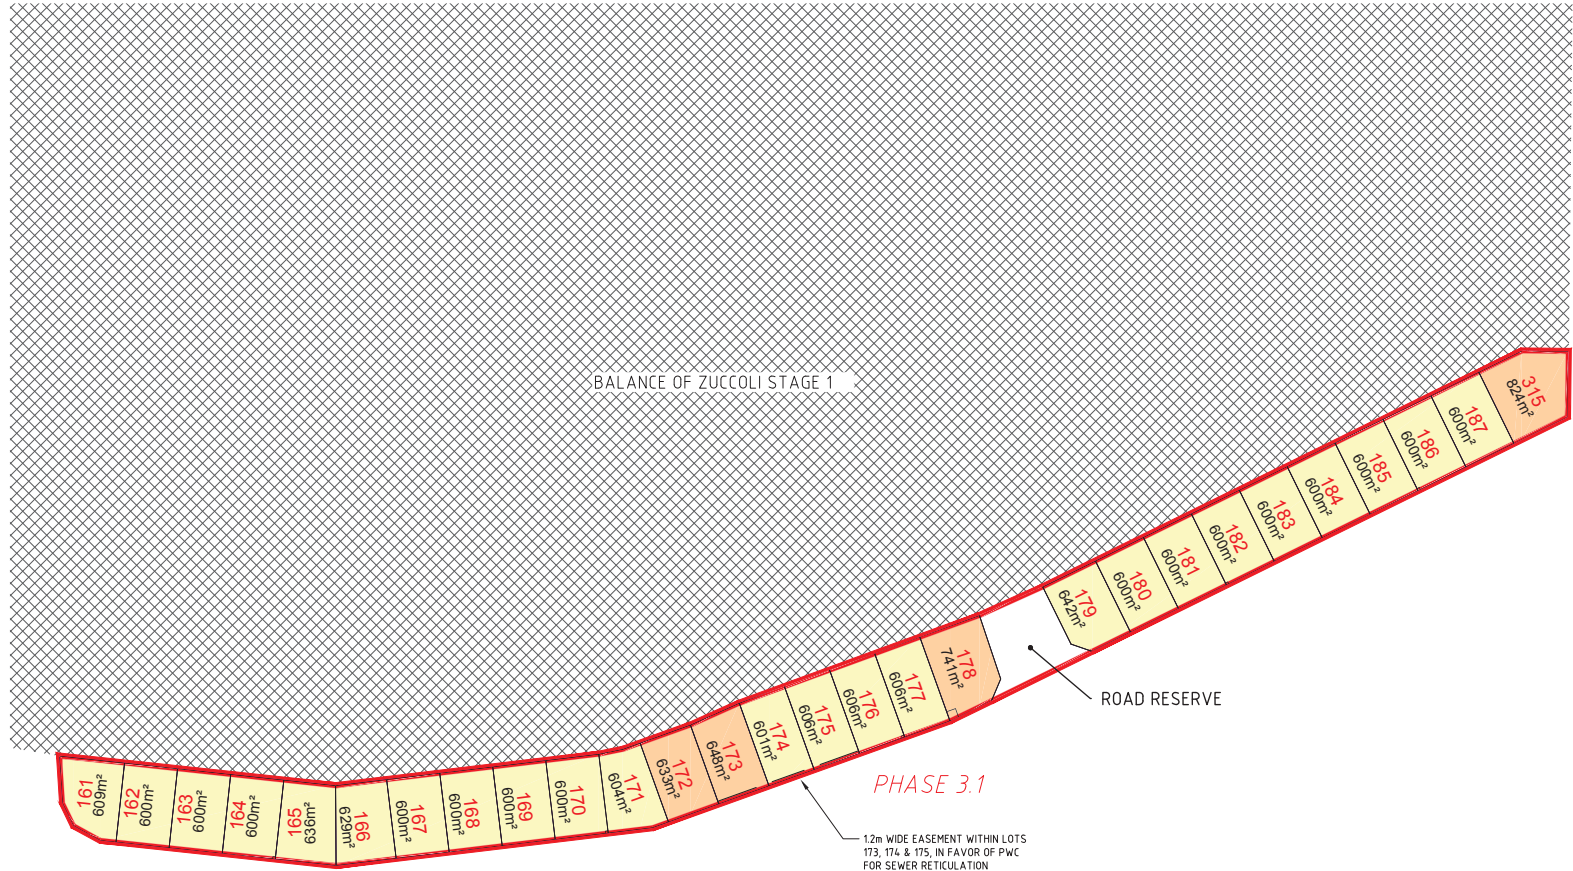 BALANCE OF ZUCCOLI STAGE 1
315
824m²
187
600m²
186
600m²
185
600m²
184
600m²
183
600m²
182
600m²
181
600m²
180
600m²
179
642m²
ROAD RESERVE
178
741m²
177
606m²
176
606m²
175
606m²
174
601m²
173
648m²
172
633m²
171
604m²
170
600m²
169
600m²
168
600m²
167
600m²
166
629m²
165
636m²
164
600m²
163
600m²
162
600m²
161
609m²
PHASE 3.1
1.2m WIDE EASEMENT WITHIN LOTS
173, 174 & 175, IN FAVOR OF PWC
FOR SEWER RETICULATION